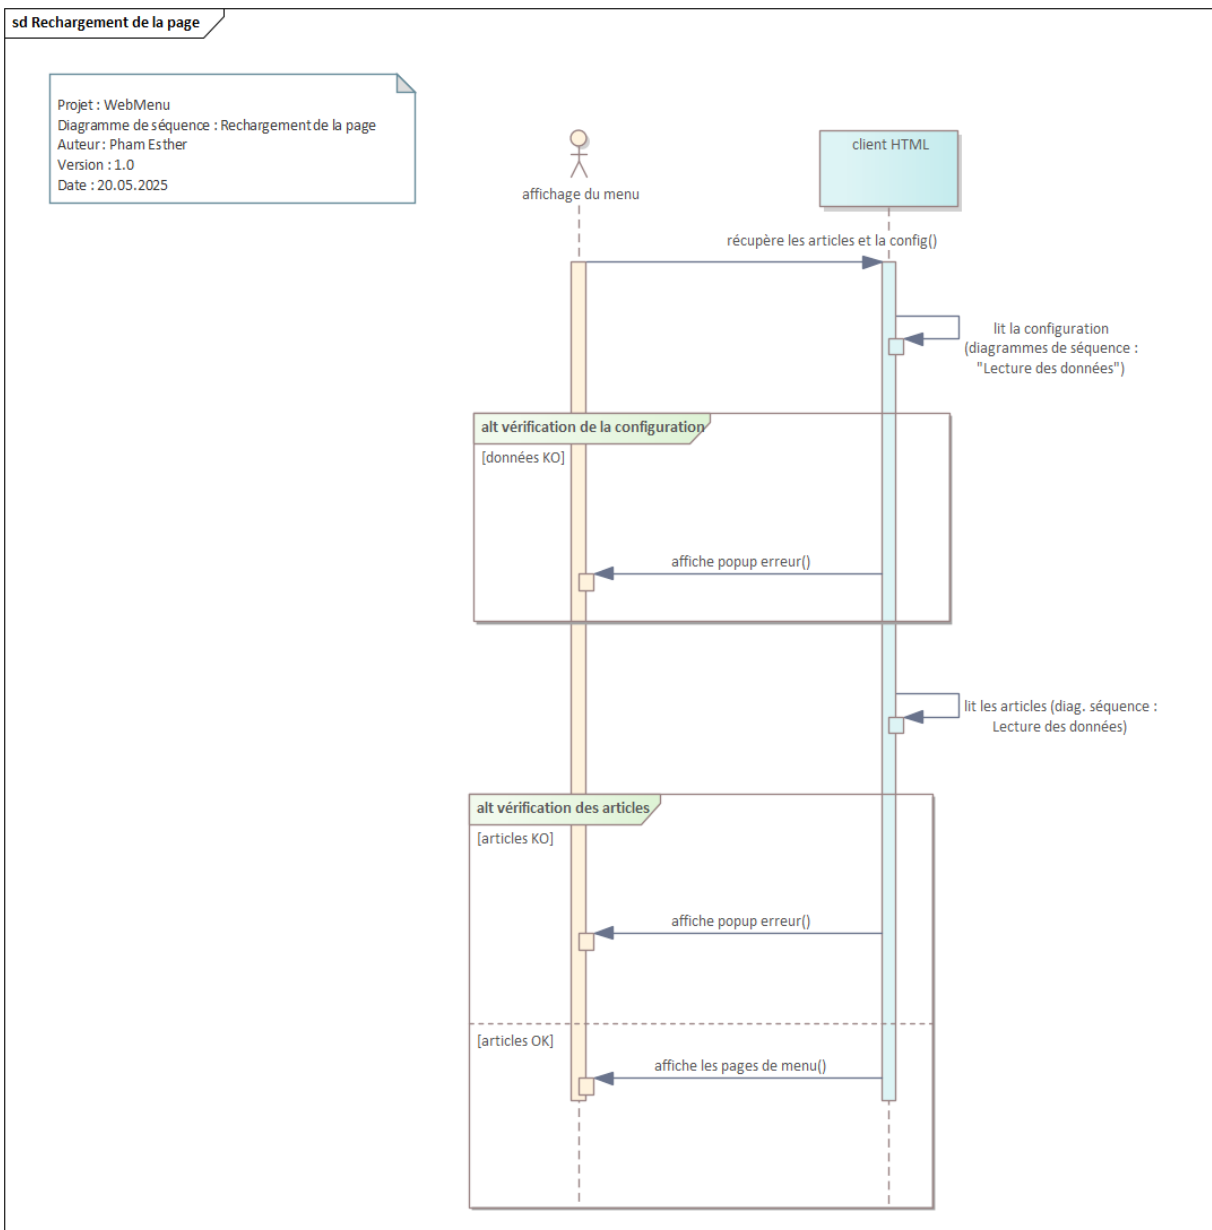 sd Rechargement de la page
Projet : WebMenu
Diagramme de séquence : Rechargement de la page
Auteur : Pham Esther
Version : 1.0
Date : 20.05.2025
affichage du menu
client HTML
récupère les articles et la config()
lit la configuration
(diagrammes de séquence :
"Lecture des données")
alt vérification de la configuration
[données KO]
affiche popup erreur()
lit les articles (diag. séquence :
Lecture des données)
alt vérification des articles
[articles KO]
affiche popup erreur()
[articles OK]
affiche les pages de menu()